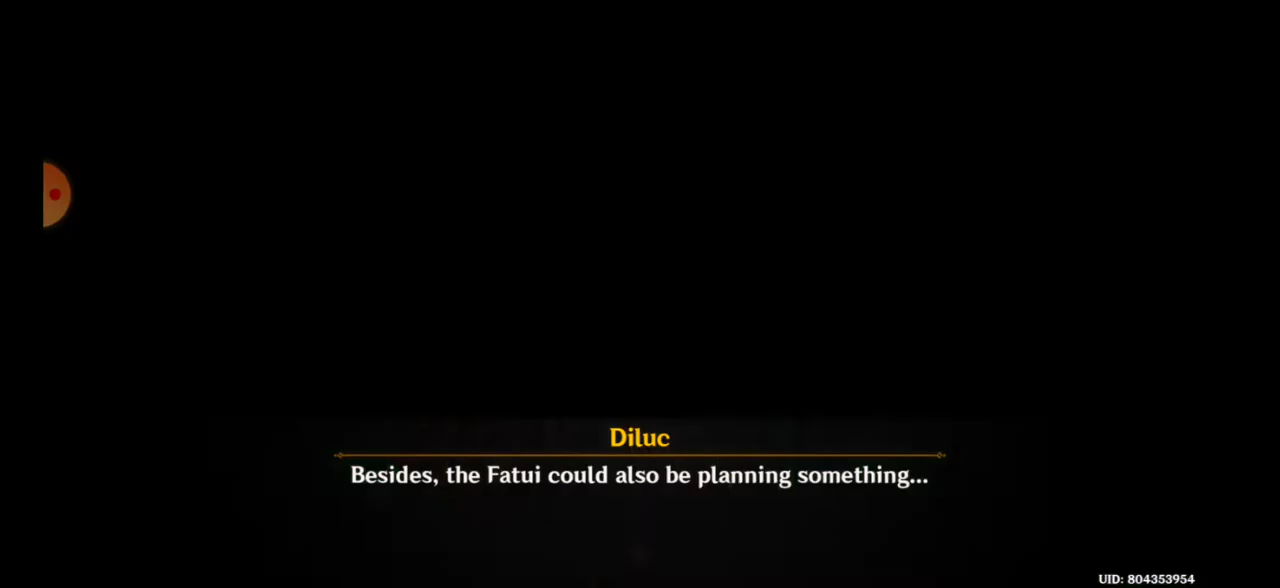 Diluc
Besides, the Fatui could also be planning something...
UID: 804353954